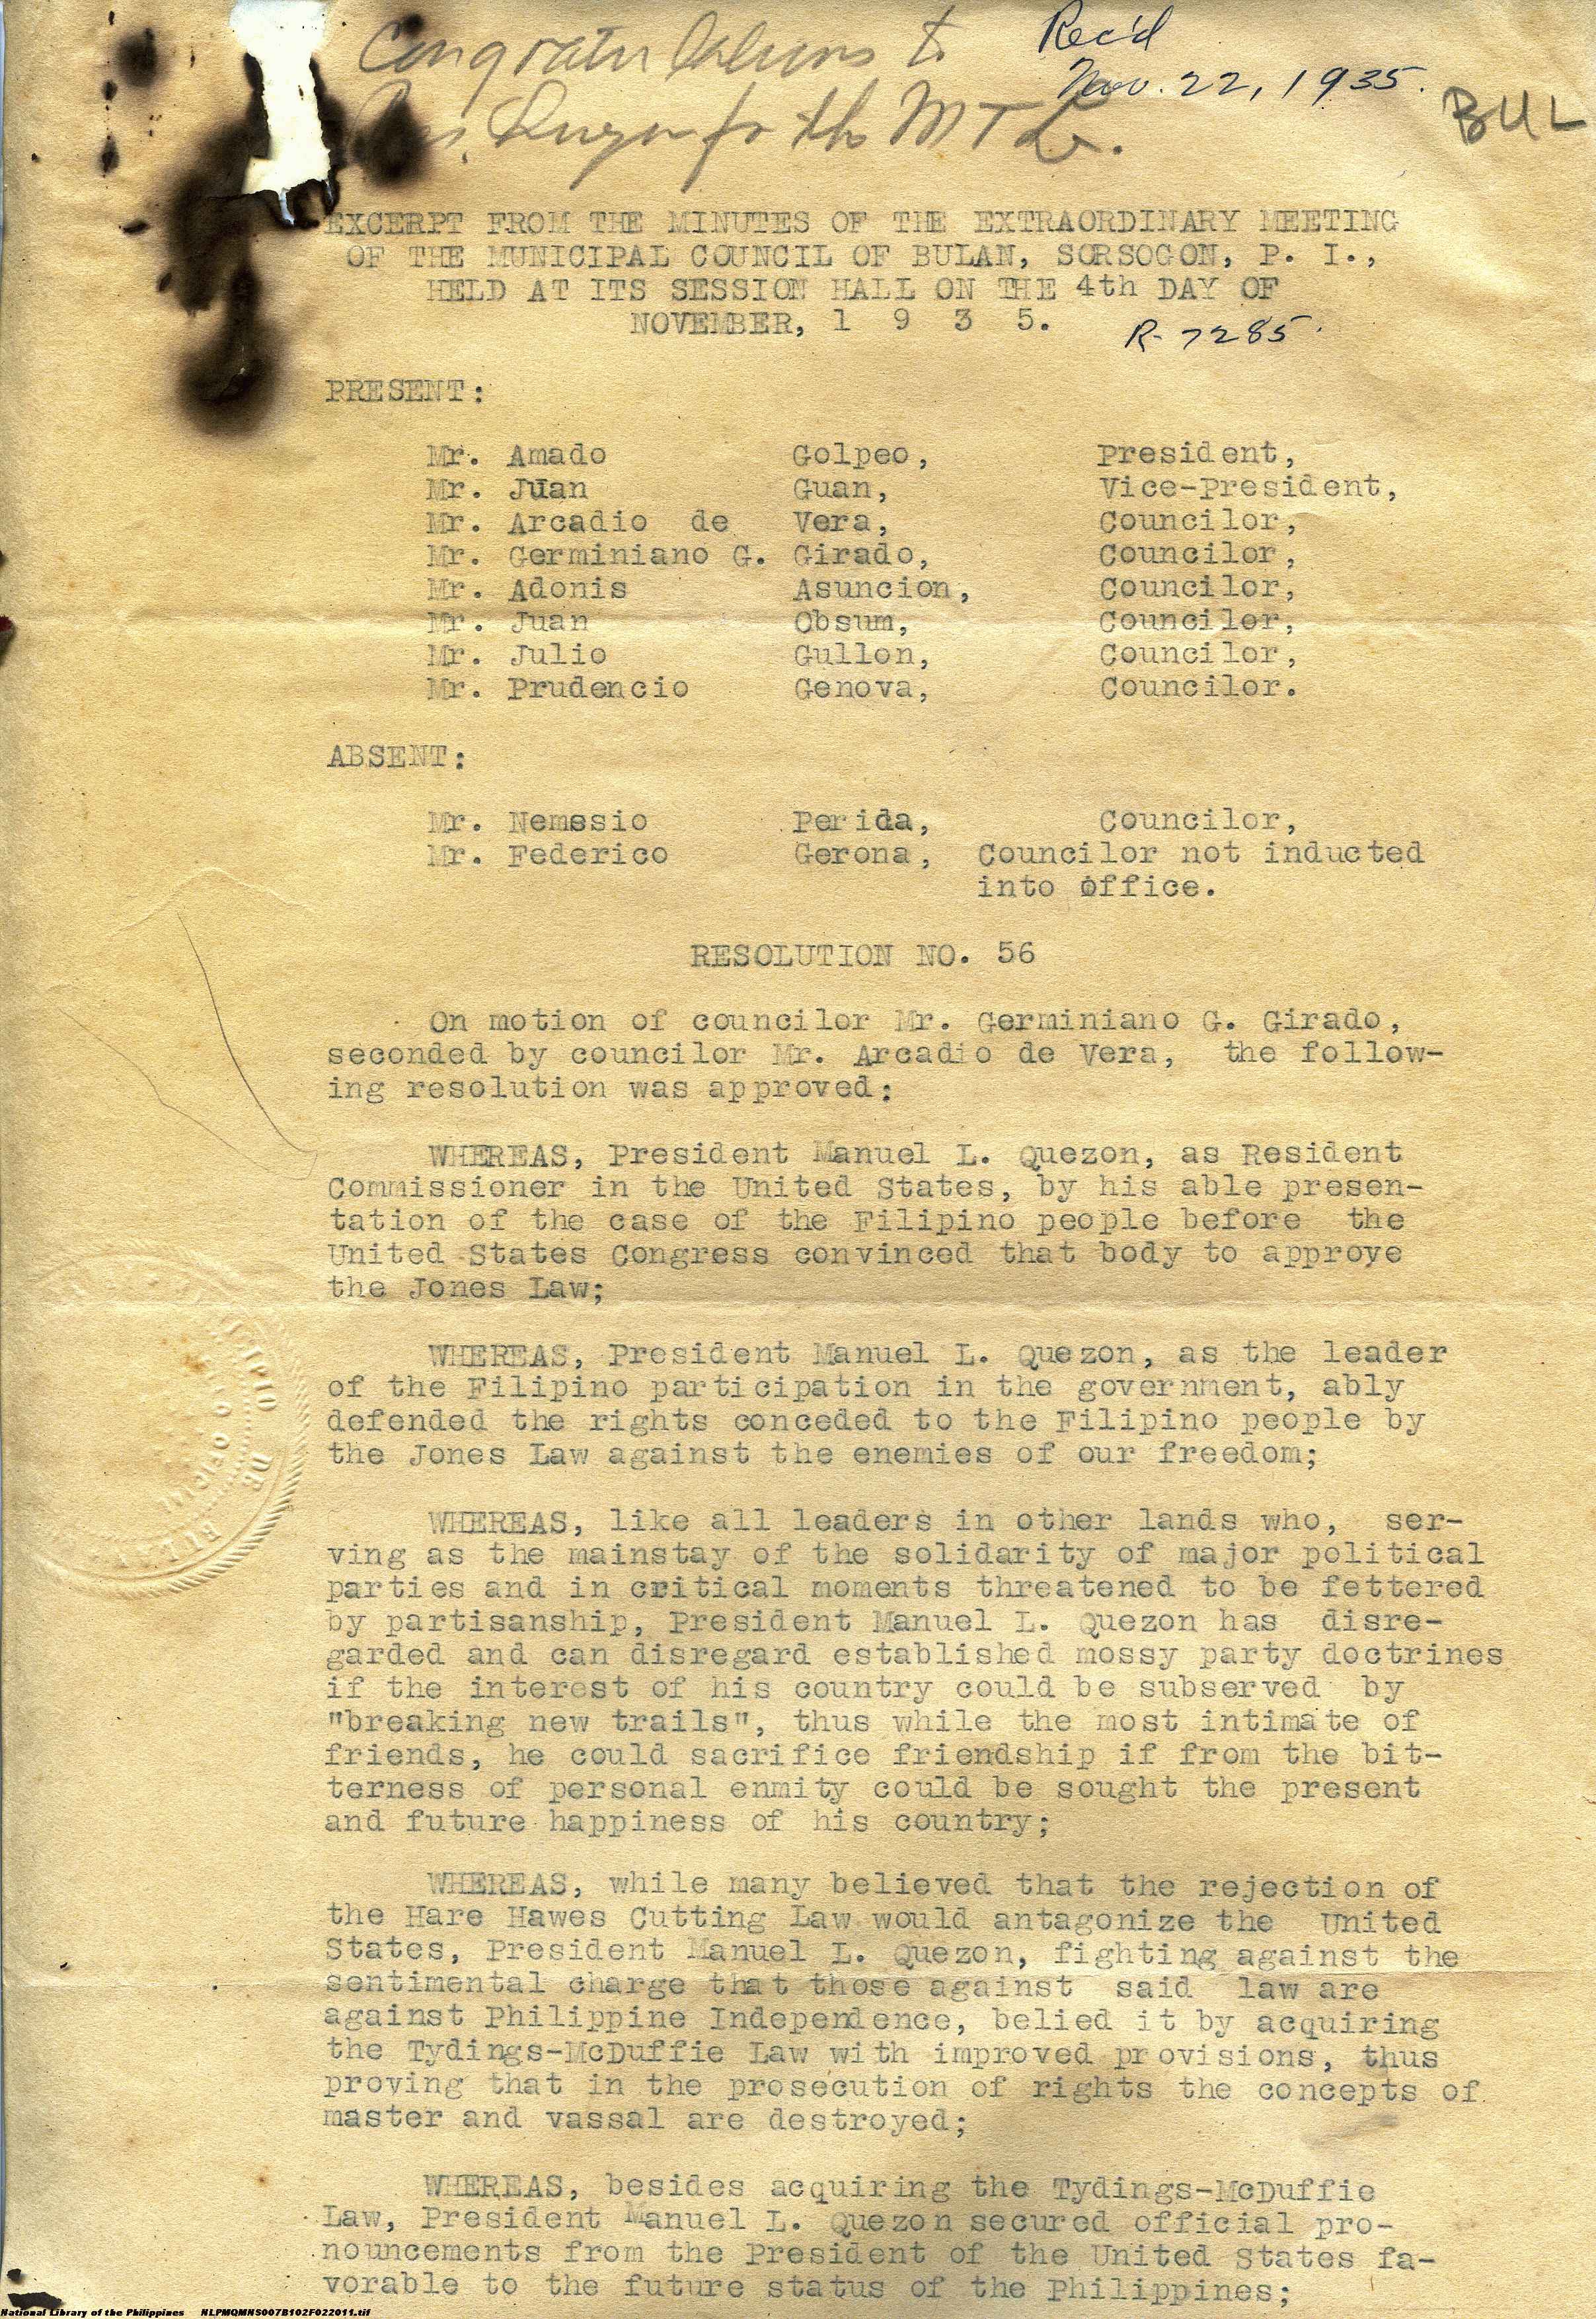 Congratulations to
Rec'd
Nov. 22, 1935.
for the MTL.
BUL
EXCERPT FROM THE MINUTES OF THE EXTRAORDINARY MEETING
OF THE MUNICIPAL COUNCIL OF BULAN, SORSOGON, P. I.,
HELD AT ITS SESSION HALL ON THE 4th DAY OF
NOVEMBER, 1 9 3 5.
R-7285.
PRESENT:
Mr. Amado Golpeo, President,
Mr. Juan Guan, Vice-President,
Mr. Arcadio de Vera, Councilor,
Mr. Germiniano G. Girado, Councilor,
Mr. Adonis Asuncion, Councilor,
Mr. Juan Obsum, Councilor,
Mr. Julio Gullon, Councilor,
Mr. Prudencio Genova, Councilor.
ABSENT:
Mr. Nemesio Perida, Councilor,
Mr. Federico Gerona, Councilor not inducted
into office.
RESOLUTION NO. 56
On motion of councilor Mr. Germiniano G. Girado,
seconded by councilor Mr. Arcadio de Vera, the follow-
ing resolution was approved:
WHEREAS, President Manuel L. Quezon, as Resident
Commissioner in the United States, by his able presen-
tation of the case of the Filipino people before the
United States Congress convinced that body to approve
the Jones Law;
WHEREAS, President Manuel L. Quezon, as the leader
of the Filipino participation in the government, ably
defended the rights conceded to the Filipino people by
the Jones Law against the enemies of our freedom;
WHEREAS, like all leaders in other lands who, ser-
ving as the mainstay of the solidarity of major political
parties and in critical moments threatened to be fettered
by partisanship, President Manuel L. Quezon has disre-
garded and can disregard established mossy party doctrines
if the interest of his country could be subserved by
"breaking new trails", thus while the most intimate of
friends, he could sacrifice friendship if from the bit-
terness of personal enmity could be sought the present
and future happiness of his country;
WHEREAS, while many believed that the rejection of
the Hare Hawes Cutting Law would antagonize the United
States, President Manuel L. Quezon, fighting against the
sentimental charge that those against said law are
against Philippine Independence, belied it by acquiring
the Tydings-McDuffie Law with improved provisions, thus
proving that in the prosecution of rights the concepts of
master and vassal are destroyed;
WHEREAS, besides acquiring the Tydings-McDuffie
Law, President Manuel L. Quezon secured official pro-
nouncements from the President of the United States fa-
vorable to the future status of the Philippines;
National Library of the Philippines NLPMQMNS007B102F022011.tif